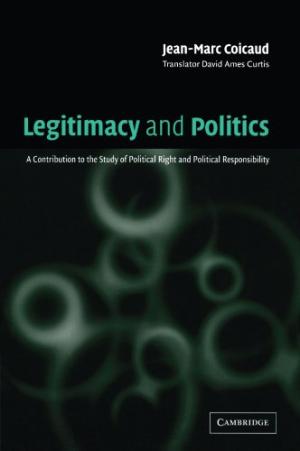 Jean-Marc Coicaud
Translator David Ames Curtis
Legitimacy and Politics
A Contribution to the Study of Political Right and Political Responsibility
CAMBRIDGE